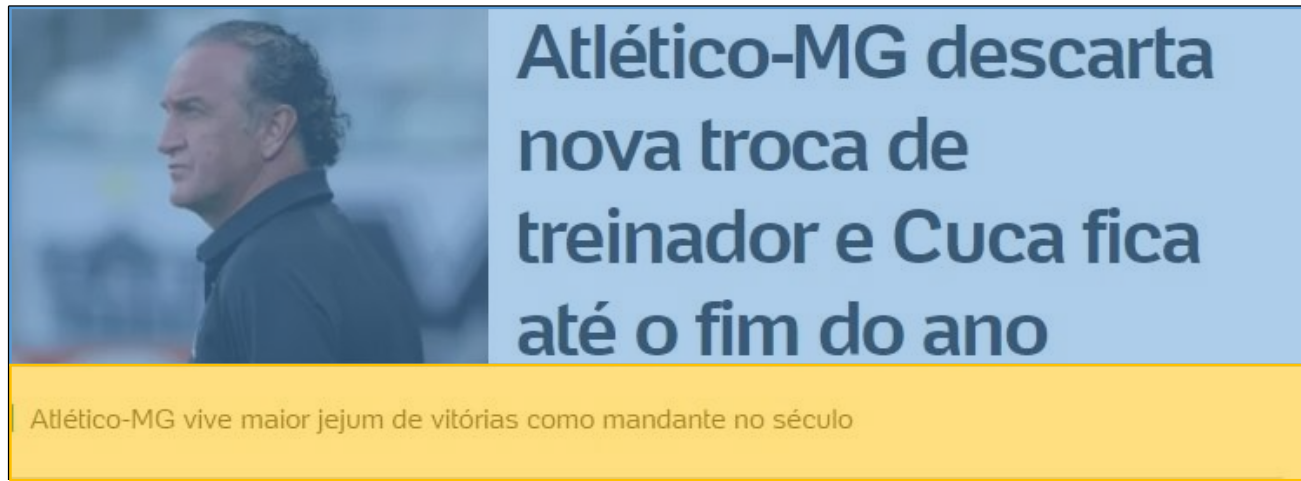 Atlético-MG descarta
nova troca de
treinador e Cuca fica
até o fim do ano
Atlético-MG vive maior jejum de vitórias como mandante no século